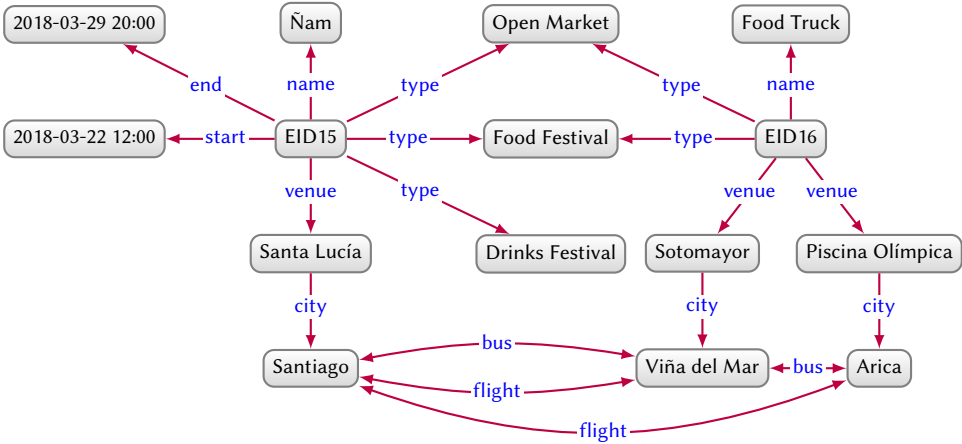 2018-03-29 20:00
Ñam
Open Market
Food Truck
end
name
type
type
name
2018-03-22 12:00
start
EID15
type
Food Festival
type
EID16
venue
type
venue
venue
Santa Lucía
Drinks Festival
Sotomayor
Piscina Olímpica
city
city
city
bus
Santiago
Viña del Mar
bus
Arica
flight
flight